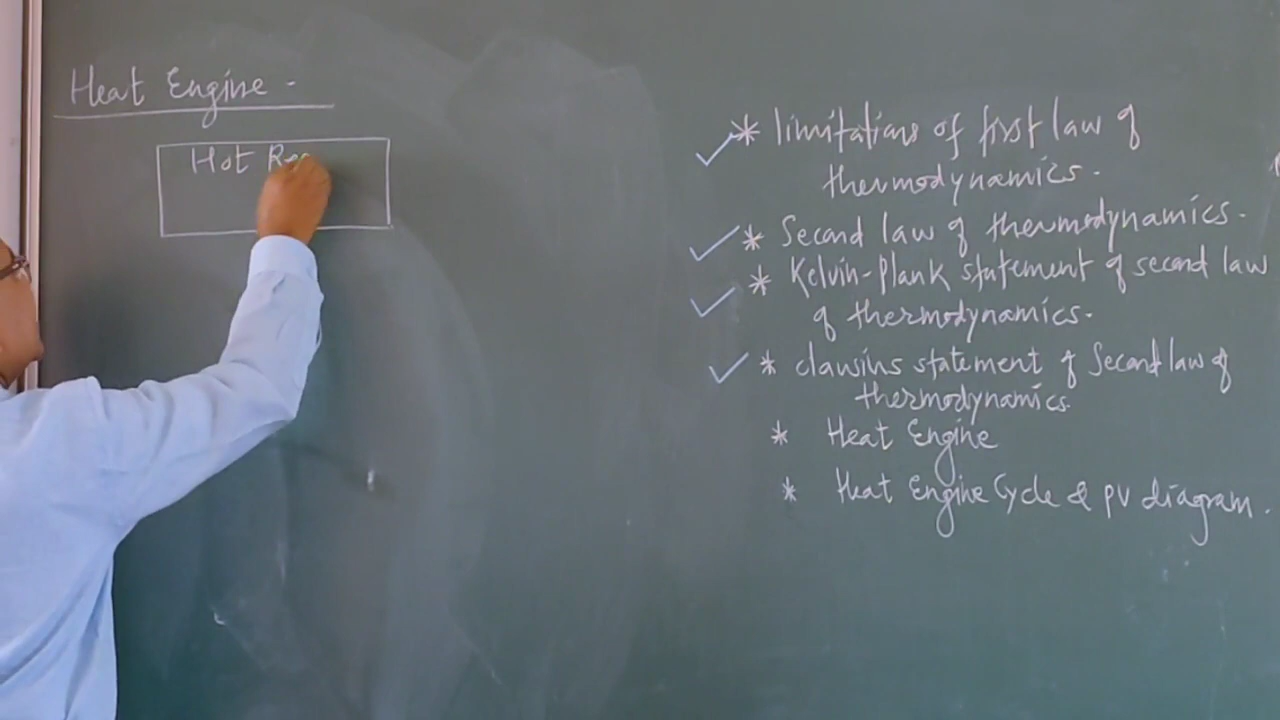 Heat Engine -
Hot Res
* limitations of first law of
thermodynamics.
* Second law of thermodynamics.
* Kelvin-Plank statement of second law
of thermodynamics.
* clausius statement of Second law of
thermodynamics.
* Heat Engine
* Heat Engine Cycle & PV diagram.